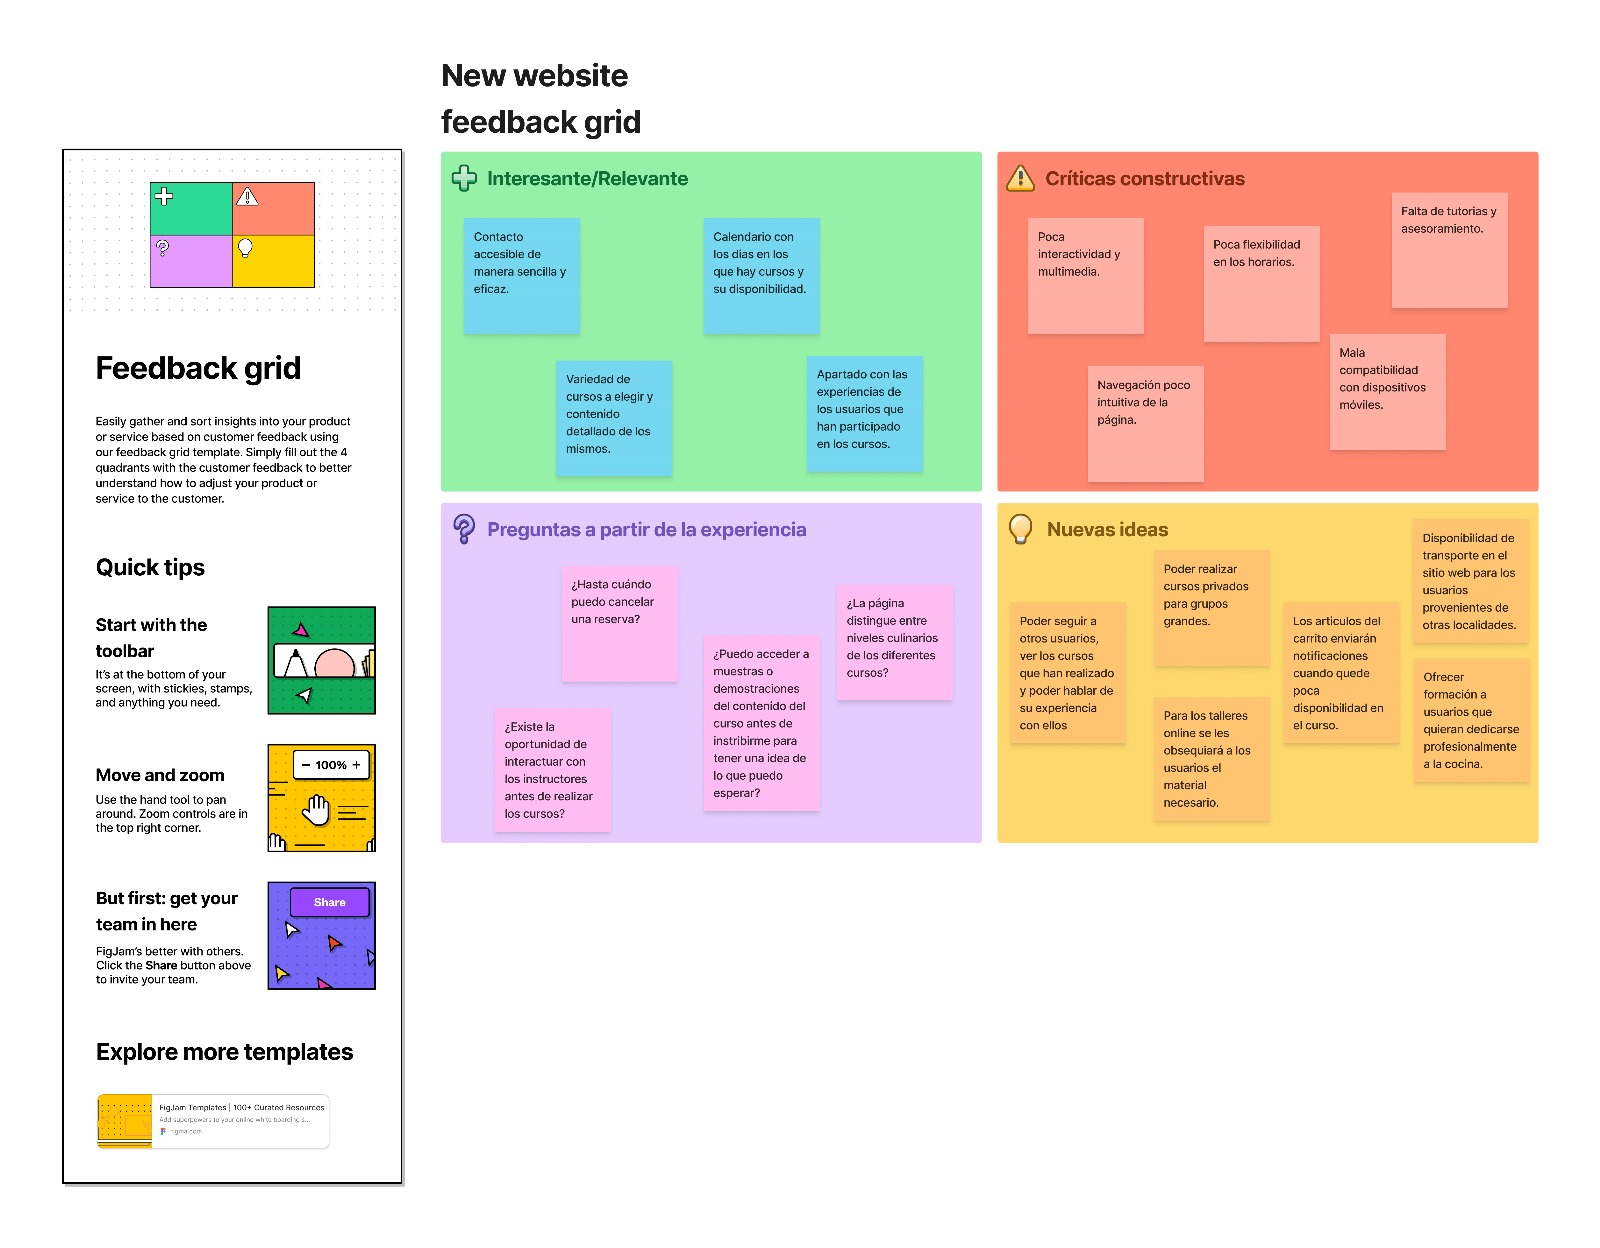 New website
feedback grid
Feedback grid
Easily gather and sort insights into your product
or service based on customer feedback using
our feedback grid template. Simply fill out the 4
quadrants with the customer feedback to better
understand how to adjust your product or
service to the customer.
Quick tips
Start with the
toolbar
It's at the bottom of your
screen, with stickies, stamps,
and anything you need.
Move and zoom
Use the hand tool to pan
around. Zoom controls are in
the top right corner.
− 100% +
But first: get your
team in here
FigJam's better with others.
Click the Share button above
to invite your team.
Share
Explore more templates
FigJam Templates | 100+ Curated Resources
Add superpowers to your online white boarding s...
figma.com
Interesante/Relevante
Contacto
accesible de
manera sencilla y
eficaz.
Calendario con
los dias en los
que hay cursos y
su disponibilidad.
Variedad de
cursos a elegir y
contenido
detallado de los
mismos.
Apartado con las
experiencias de
los usuarios que
han participado
en los cursos.
Críticas constructivas
Poca
interactividad y
multimedia.
Poca flexibilidad
en los horarios.
Falta de tutorias y
asesoramiento.
Navegación poco
intuitiva de la
página.
Mala
compatibilidad
con dispositivos
móviles.
Preguntas a partir de la experiencia
¿Hasta cuándo
puedo cancelar
una reserva?
¿La página
distingue entre
niveles culinarios
de los diferentes
cursos?
¿Puedo acceder a
muestras o
demostraciones
del contenido del
curso antes de
instribirme para
tener una idea de
lo que puedo
esperar?
¿Existe la
oportunidad de
interactuar con
los instructores
antes de realizar
los cursos?
Nuevas ideas
Poder seguir a
otros usuarios,
ver los cursos
que han realizado
y poder hablar de
su experiencia
con ellos
Poder realizar
cursos privados
para grupos
grandes.
Para los talleres
online se les
obsequiará a los
usuarios el
material
necesario.
Los articulos del
carrito enviarán
notificaciones
cuando quede
poca
disponibilidad en
el curso.
Disponibilidad de
transporte en el
sitio web para los
usuarios
provenientes de
otras localidades.
Ofrecer
formación a
usuarios que
quieran dedicarse
profesionalmente
a la cocina.